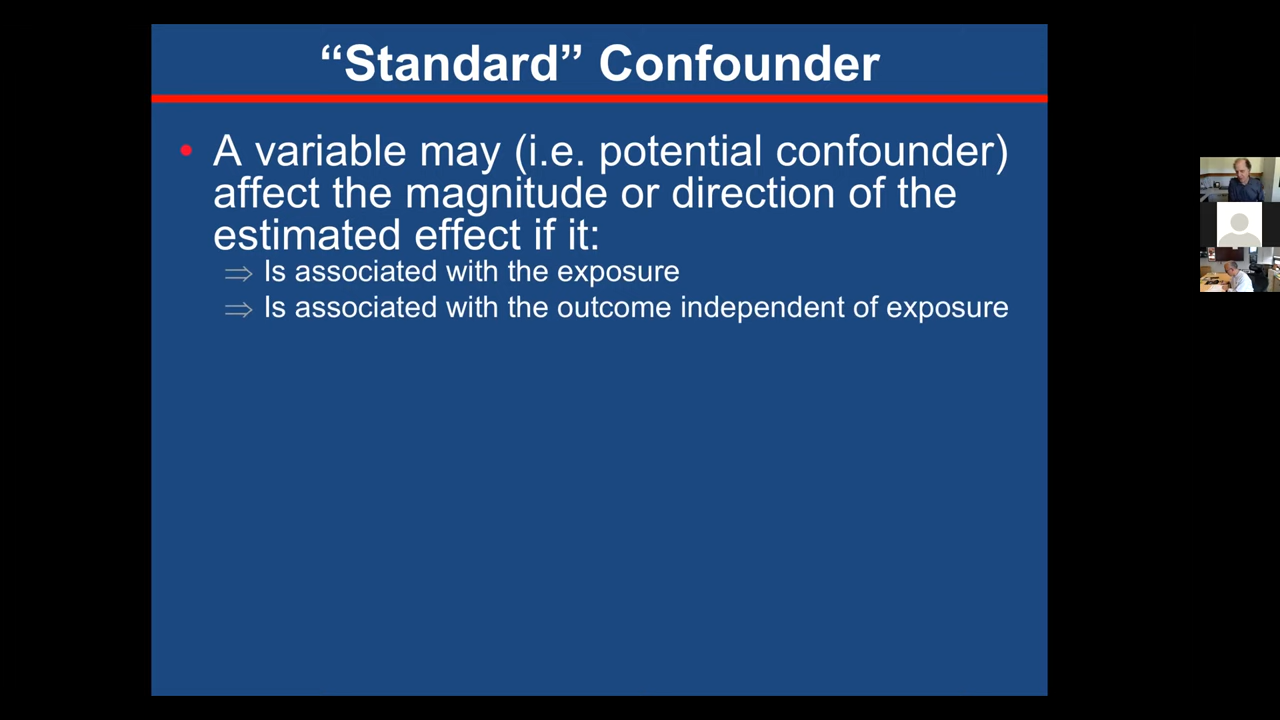 “Standard” Confounder
• A variable may (i.e. potential confounder)
affect the magnitude or direction of the
estimated effect if it:
⇒ Is associated with the exposure
⇒ Is associated with the outcome independent of exposure